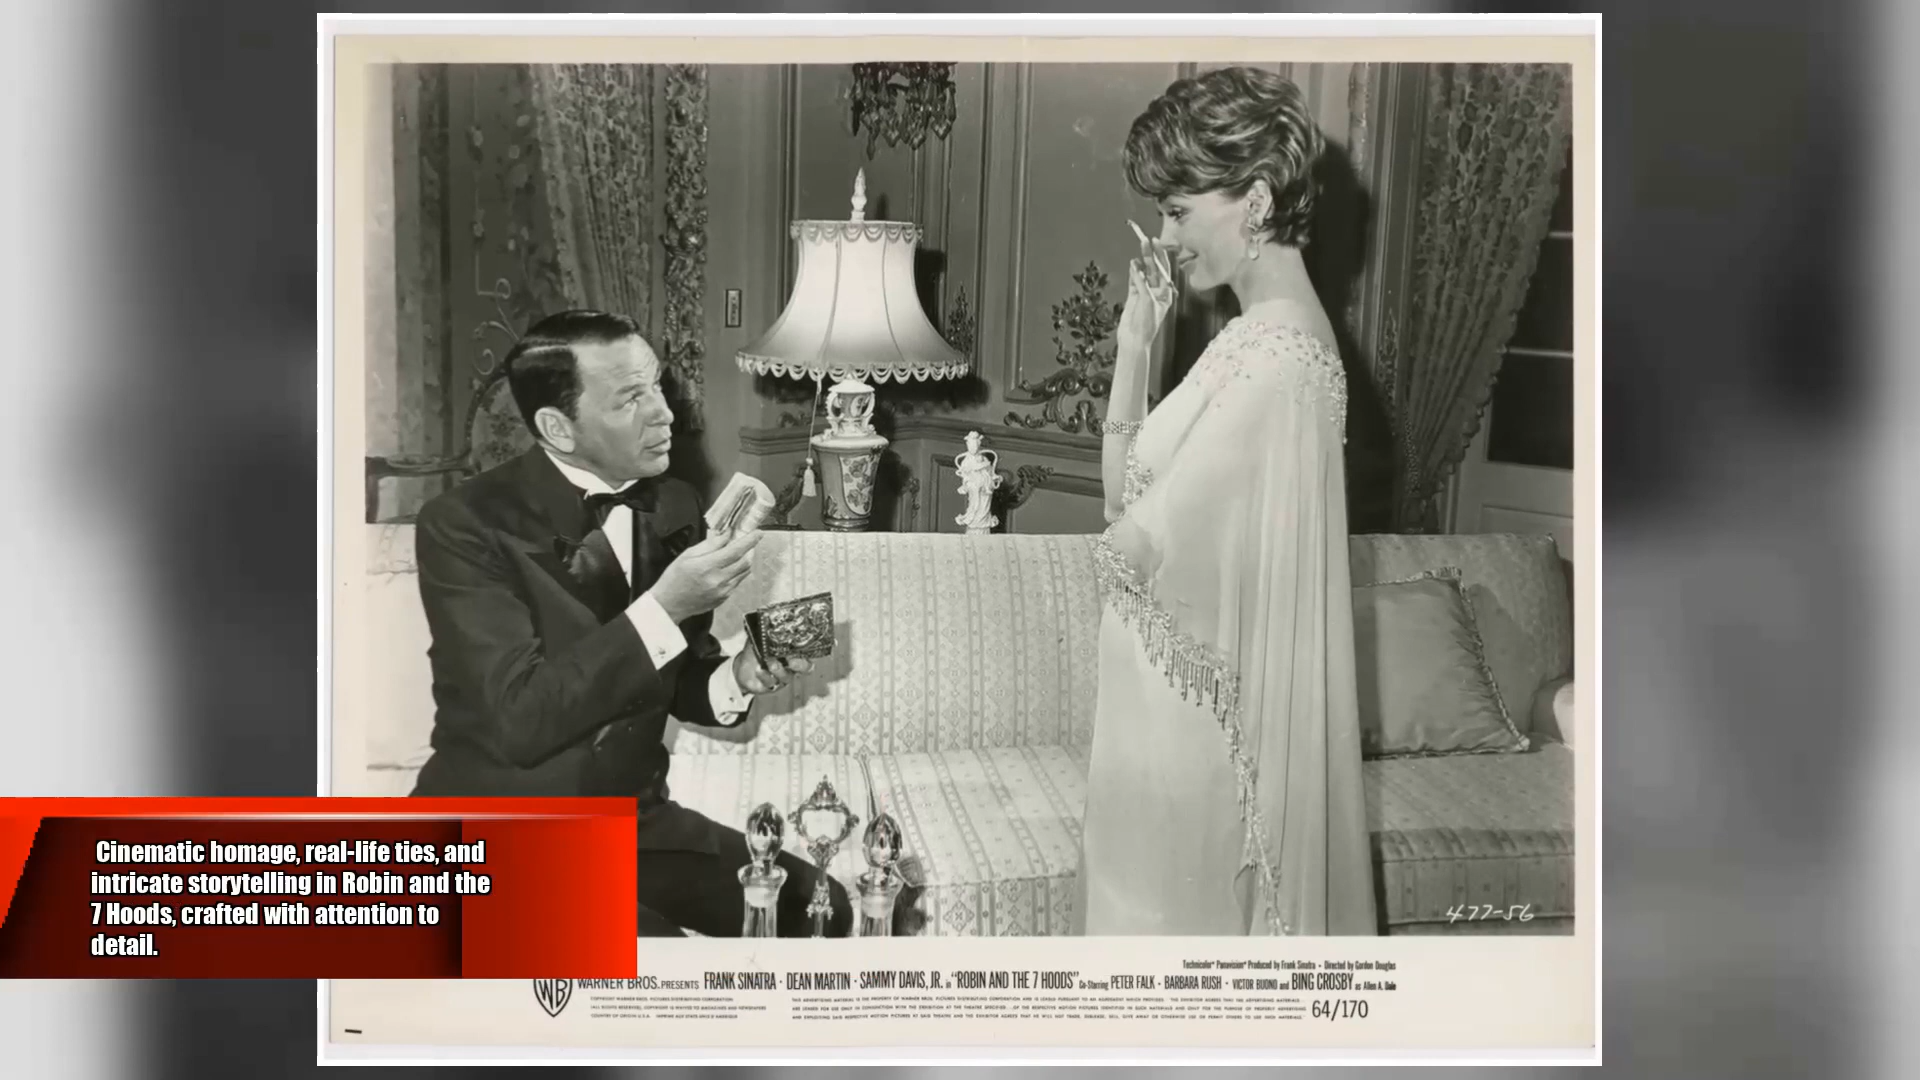 Cinematic homage, real-life ties, and
intricate storytelling in Robin and the
7 Hoods, crafted with attention to
detail.
477-56
Technicolor® Panavision® Produced by Frank Sinatra • Directed by Gordon Douglas
WB WARNER BROS. PRESENTS FRANK SINATRA · DEAN MARTIN · SAMMY DAVIS, JR. in "ROBIN AND THE 7 HOODS" Co-Starring PETER FALK · BARBARA RUSH · VICTOR BUONO and BING CROSBY as Allen A. Dale
64/170